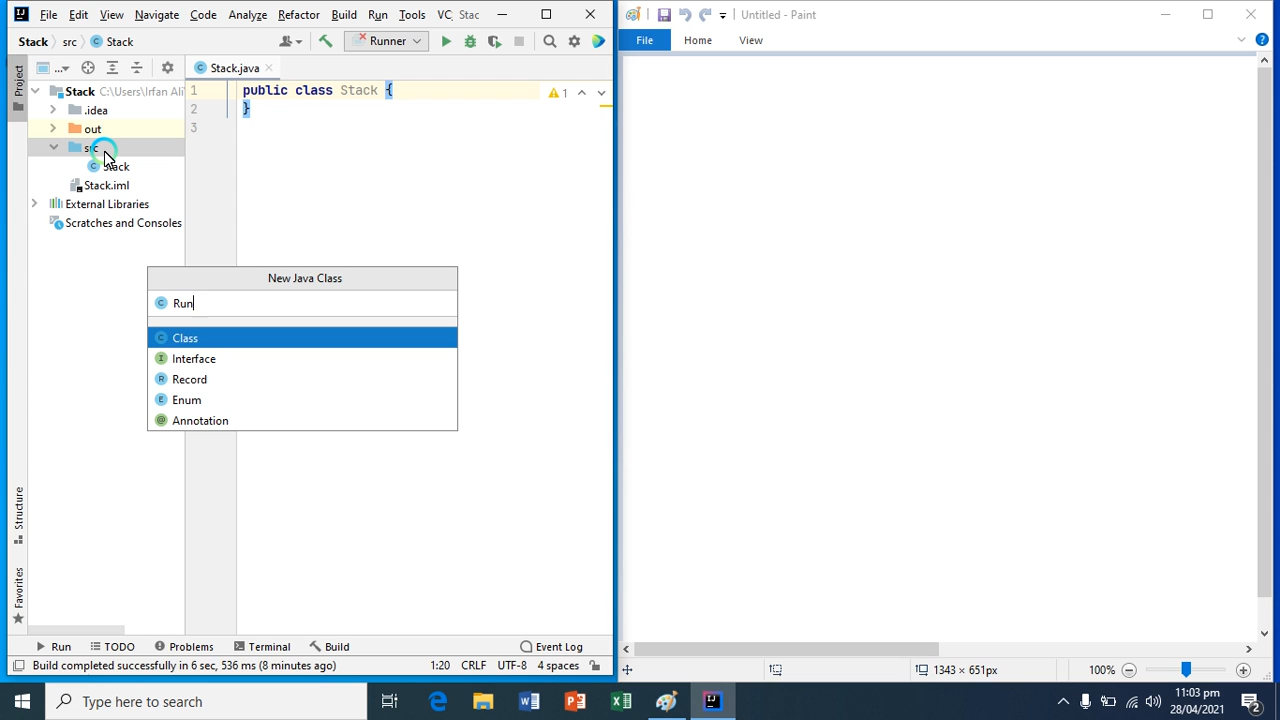 File Edit View Navigate Code Analyze Refactor Build Run Tools VC Stac
Stack src Stack Runner
Project
Stack C:\Users\Irfan Ali
.idea
out
src
Stack
Stack.iml
External Libraries
Scratches and Consoles
Stack.java
1 public class Stack {
2 }
3
1
New Java Class
Run
Class
Interface
Record
Enum
Annotation
Structure
Favorites
Run TODO Problems Terminal Build Event Log
Build completed successfully in 6 sec, 536 ms (8 minutes ago) 1:20 CRLF UTF-8 4 spaces
Untitled - Paint
File Home View
1343 × 651px 100%
Type here to search
11:03 pm
28/04/2021
2